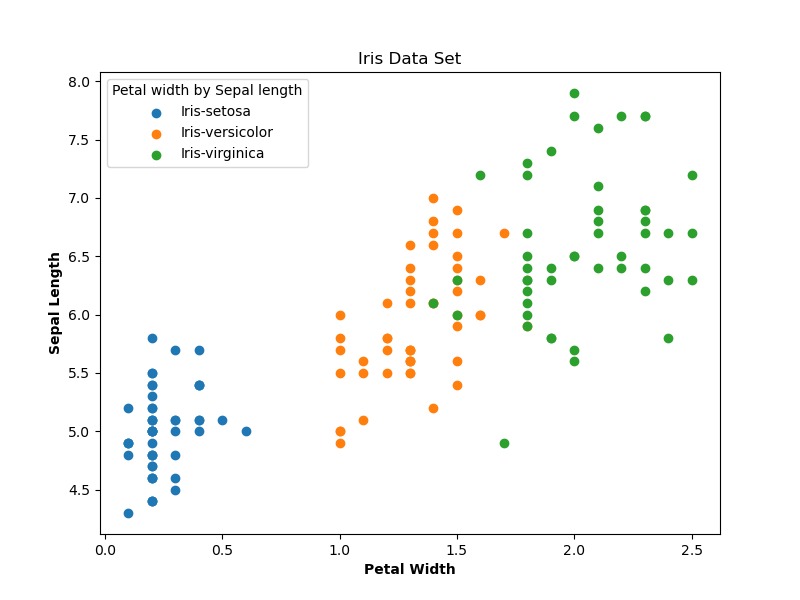 Iris Data Set
Petal width by Sepal length
Iris-setosa
Iris-versicolor
Iris-virginica
Sepal Length
8.0
7.5
7.0
6.5
6.0
5.5
5.0
4.5
0.0 0.5 1.0 1.5 2.0 2.5
Petal Width